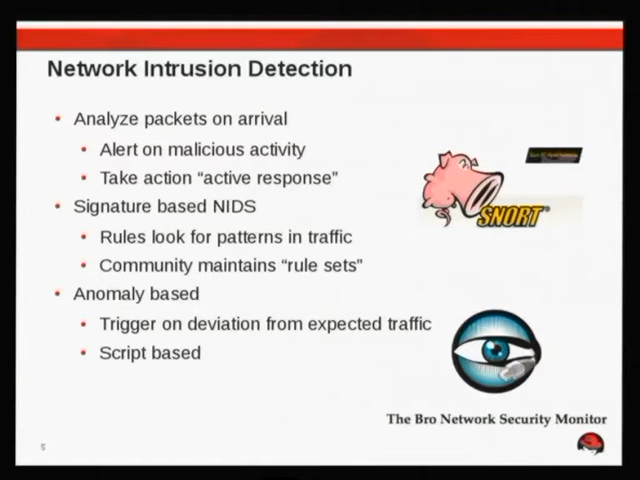 Network Intrusion Detection
• Analyze packets on arrival
• Alert on malicious activity
• Take action “active response”
• Signature based NIDS
• Rules look for patterns in traffic
• Community maintains “rule sets”
• Anomaly based
• Trigger on deviation from expected traffic
• Script based
SNORT®
The Bro Network Security Monitor
5